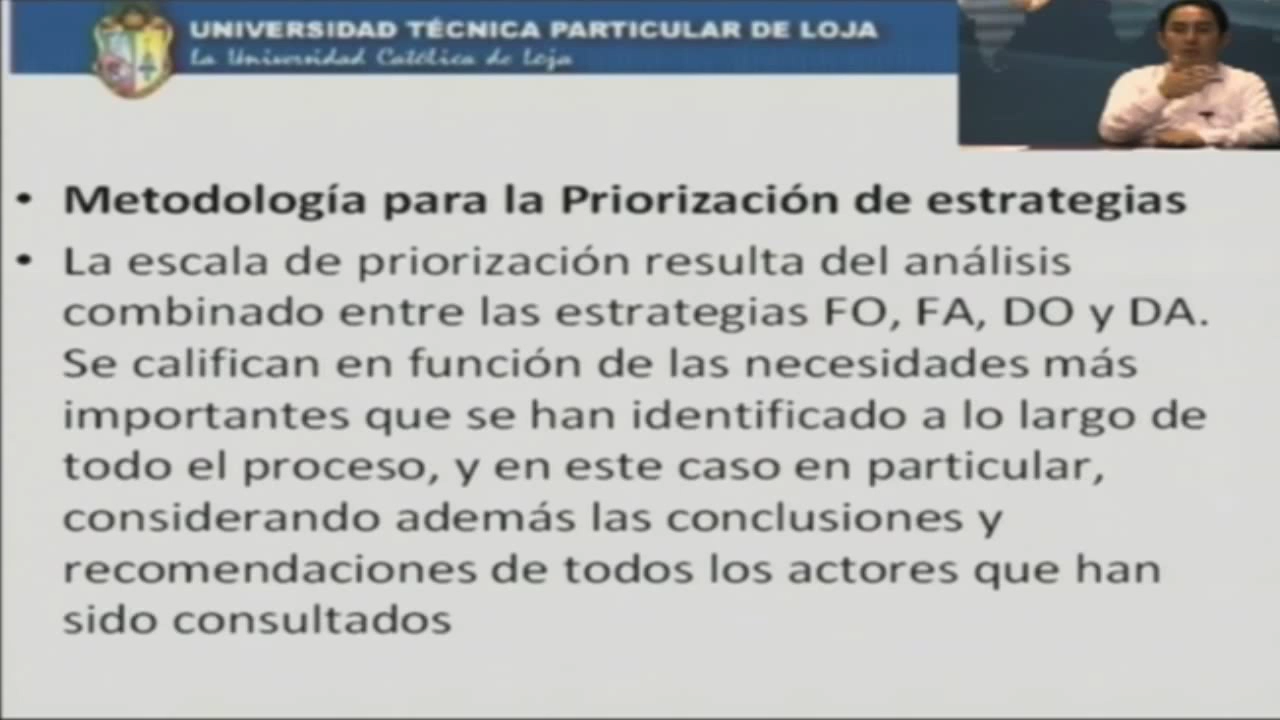 UNIVERSIDAD TÉCNICA PARTICULAR DE LOJA
La Universidad Católica de Loja
• Metodología para la Priorización de estrategias
• La escala de priorización resulta del análisis
combinado entre las estrategias FO, FA, DO y DA.
Se califican en función de las necesidades más
importantes que se han identificado a lo largo de
todo el proceso, y en este caso en particular,
considerando además las conclusiones y
recomendaciones de todos los actores que han
sido consultados